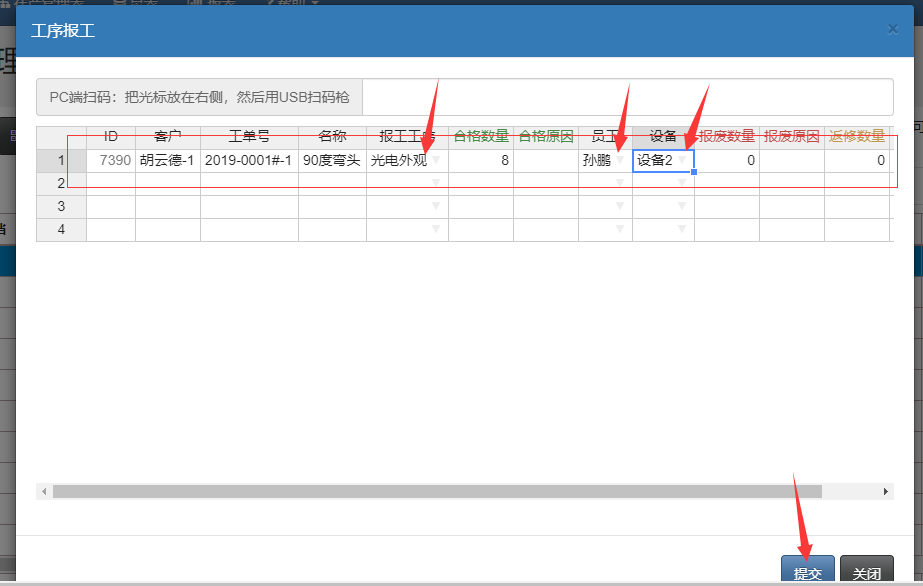 理
工序报工
×
PC端扫码：把光标放在右侧，然后用USB扫码枪
ID 客户 工单号 名称 报工工序 合格数量 合格原因 员工 设备 报废数量 报废原因 返修数量
1 7390 胡云德-1 2019-0001#-1 90度弯头 光电外观 8 孙鹏 设备2 0 0
2
3
4
提交 关闭